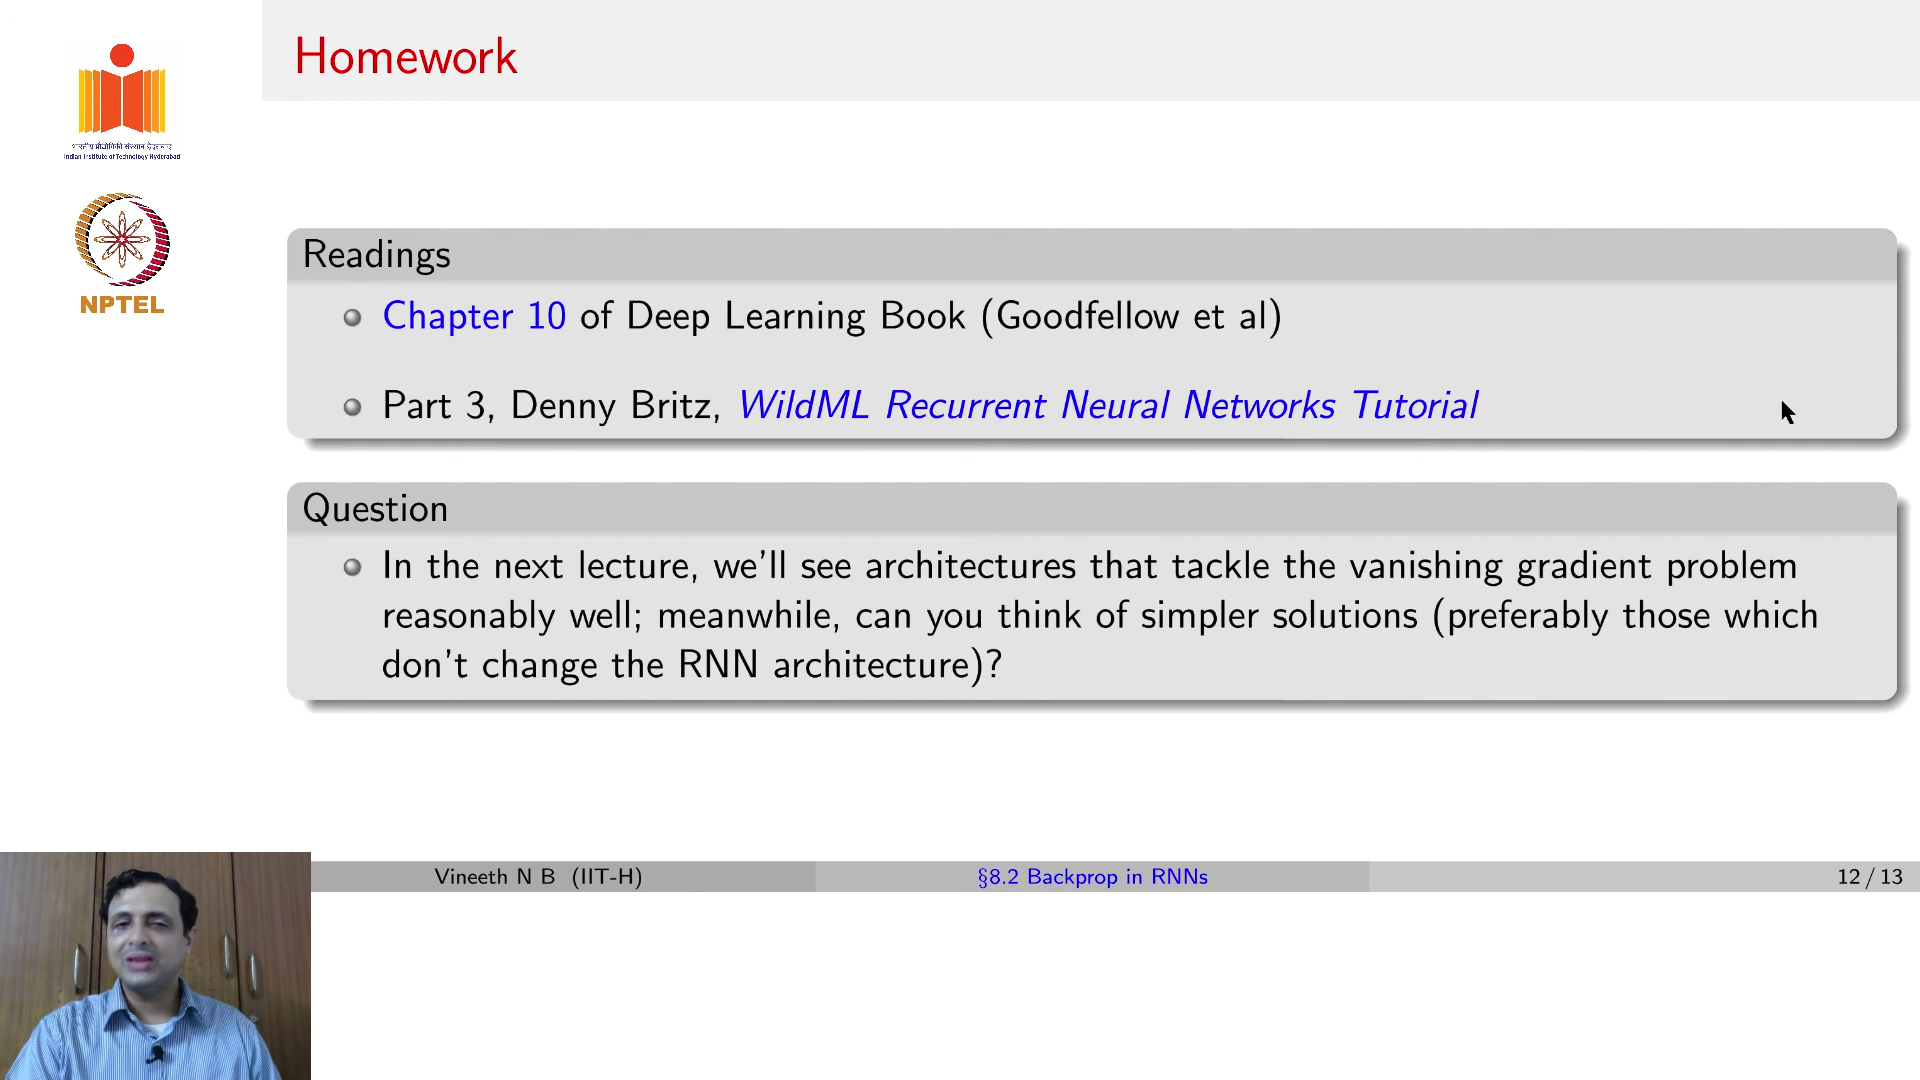 Homework
भारतीय प्रौद्योगिकी संस्थान हैदराबाद
Indian Institute of Technology Hyderabad
NPTEL
Readings
Chapter 10 of Deep Learning Book (Goodfellow et al)
Part 3, Denny Britz, WildML Recurrent Neural Networks Tutorial
Question
In the next lecture, we'll see architectures that tackle the vanishing gradient problem
reasonably well; meanwhile, can you think of simpler solutions (preferably those which
don't change the RNN architecture)?
Vineeth N B (IIT-H)
§8.2 Backprop in RNNs
12 / 13